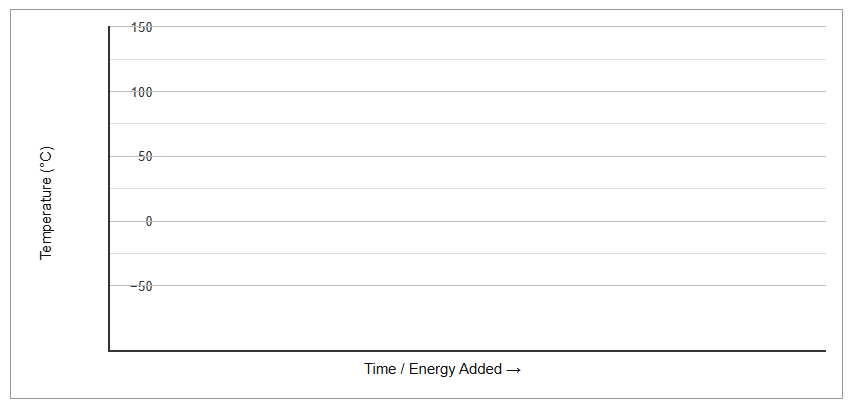 150
100
50
0
−50
Temperature (°C)
Time / Energy Added →